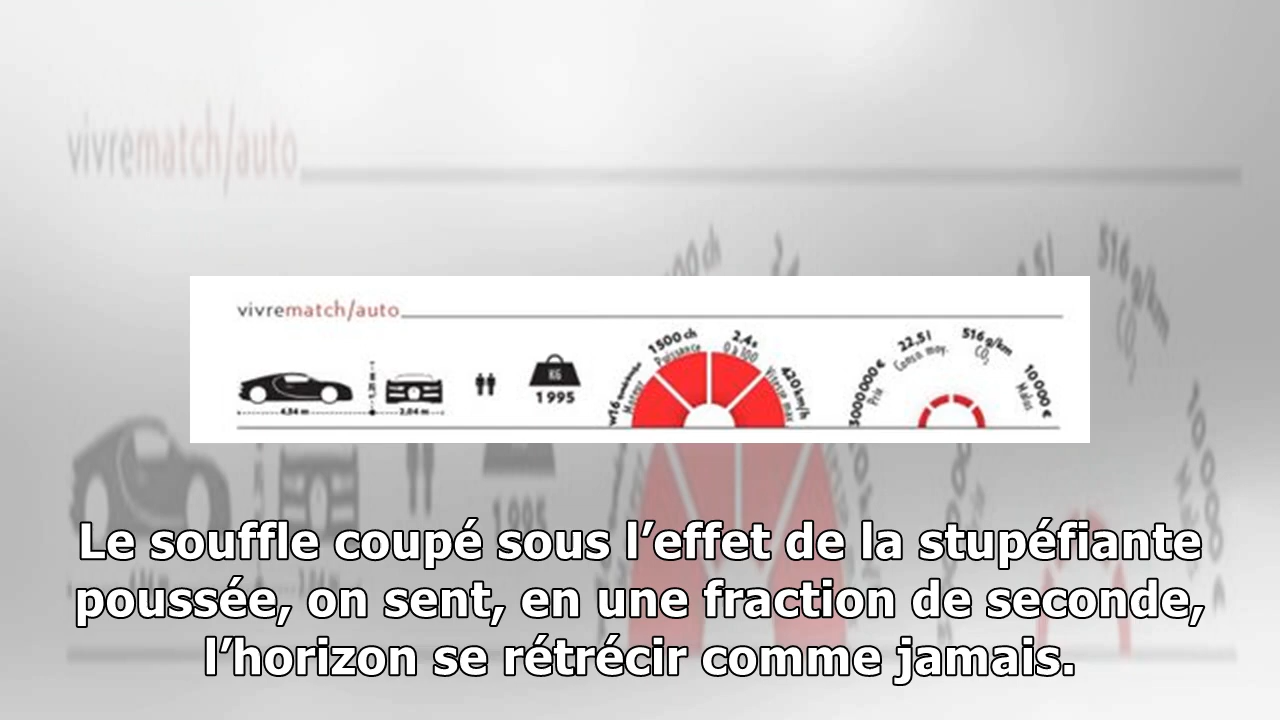 vivrematch/auto
4,54 m
1,21 m
2,04 m
KG
1995
w16
Moteur
1500 ch
Puissance
2,4s
0 à 100
420 km/h
Vitesse max
3000000 €
Prix
22,5 l
Conso moy.
516 g/km
CO2
10000 €
Malus
Le souffle coupé sous l’effet de la stupéfiante
poussée, on sent, en une fraction de seconde,
l’horizon se rétrécir comme jamais.